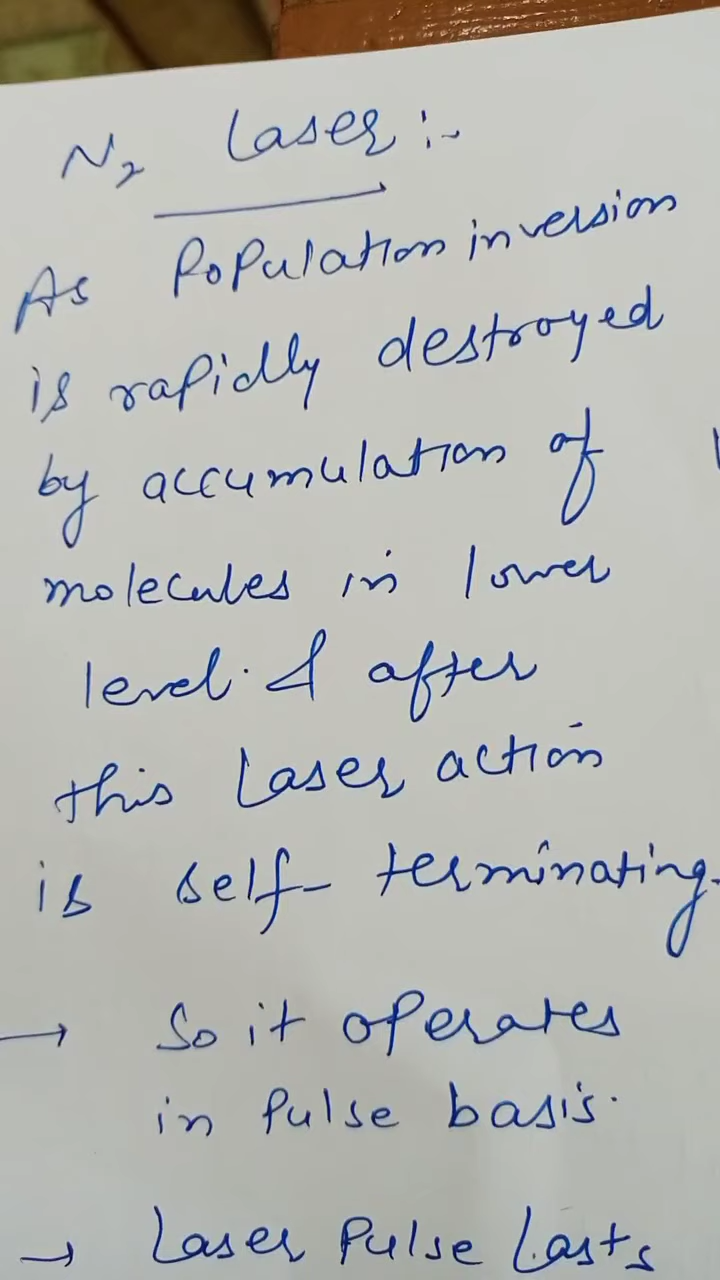 N₂ Laser :-
As Population inversion
is rapidly destroyed
by accumulation of
molecules in lower
level. & after
this Laser action
is self-terminating.
→ So it operates
in Pulse basis.
→ Laser Pulse Lasts